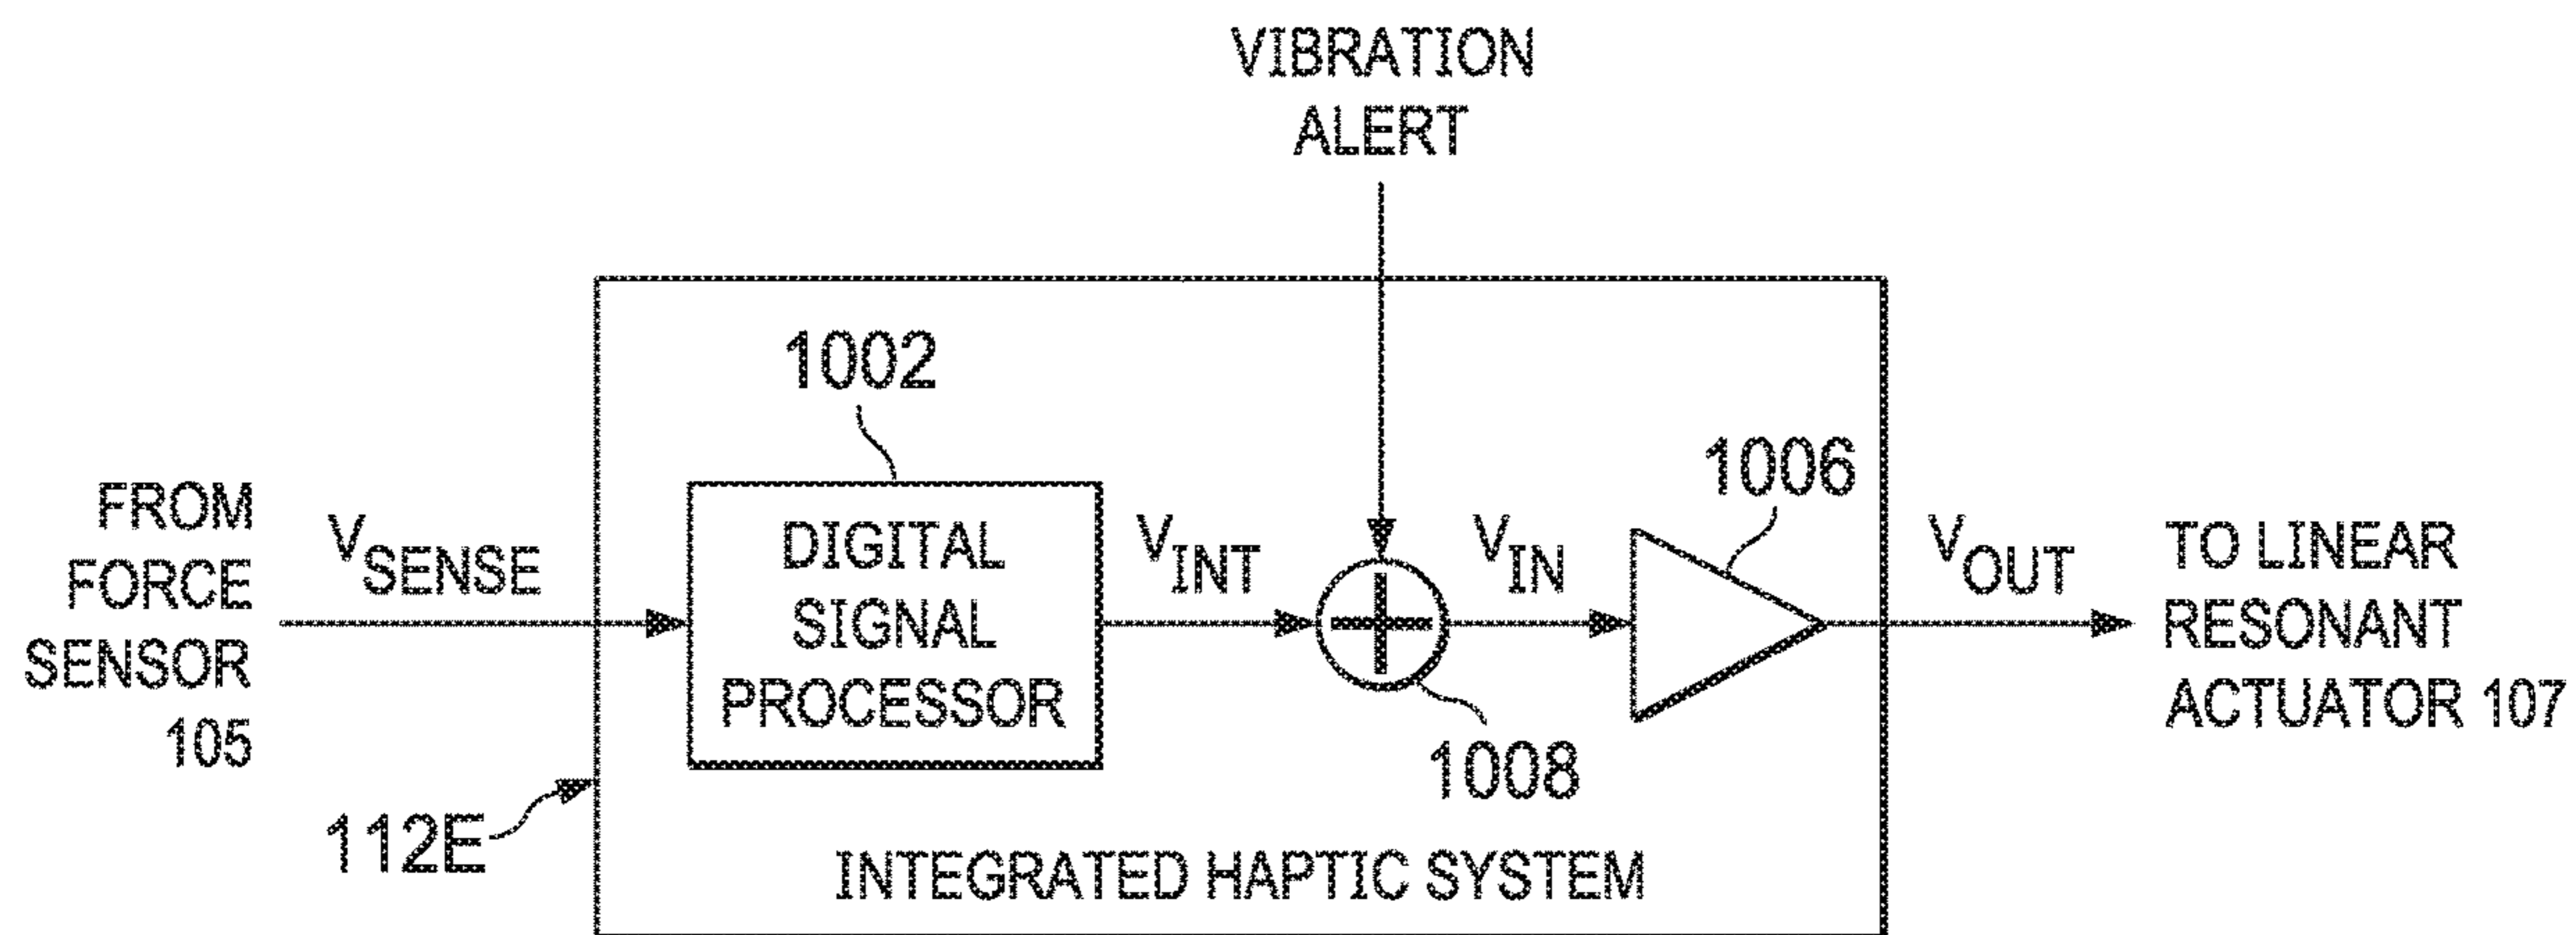 VIBRATION
ALERT
1002
1006
FROM
FORCE
SENSOR
105
VSENSE
DIGITAL
SIGNAL
PROCESSOR
VINT
VIN
VOUT
TO LINEAR
RESONANT
ACTUATOR 107
1008
112E
INTEGRATED HAPTIC SYSTEM